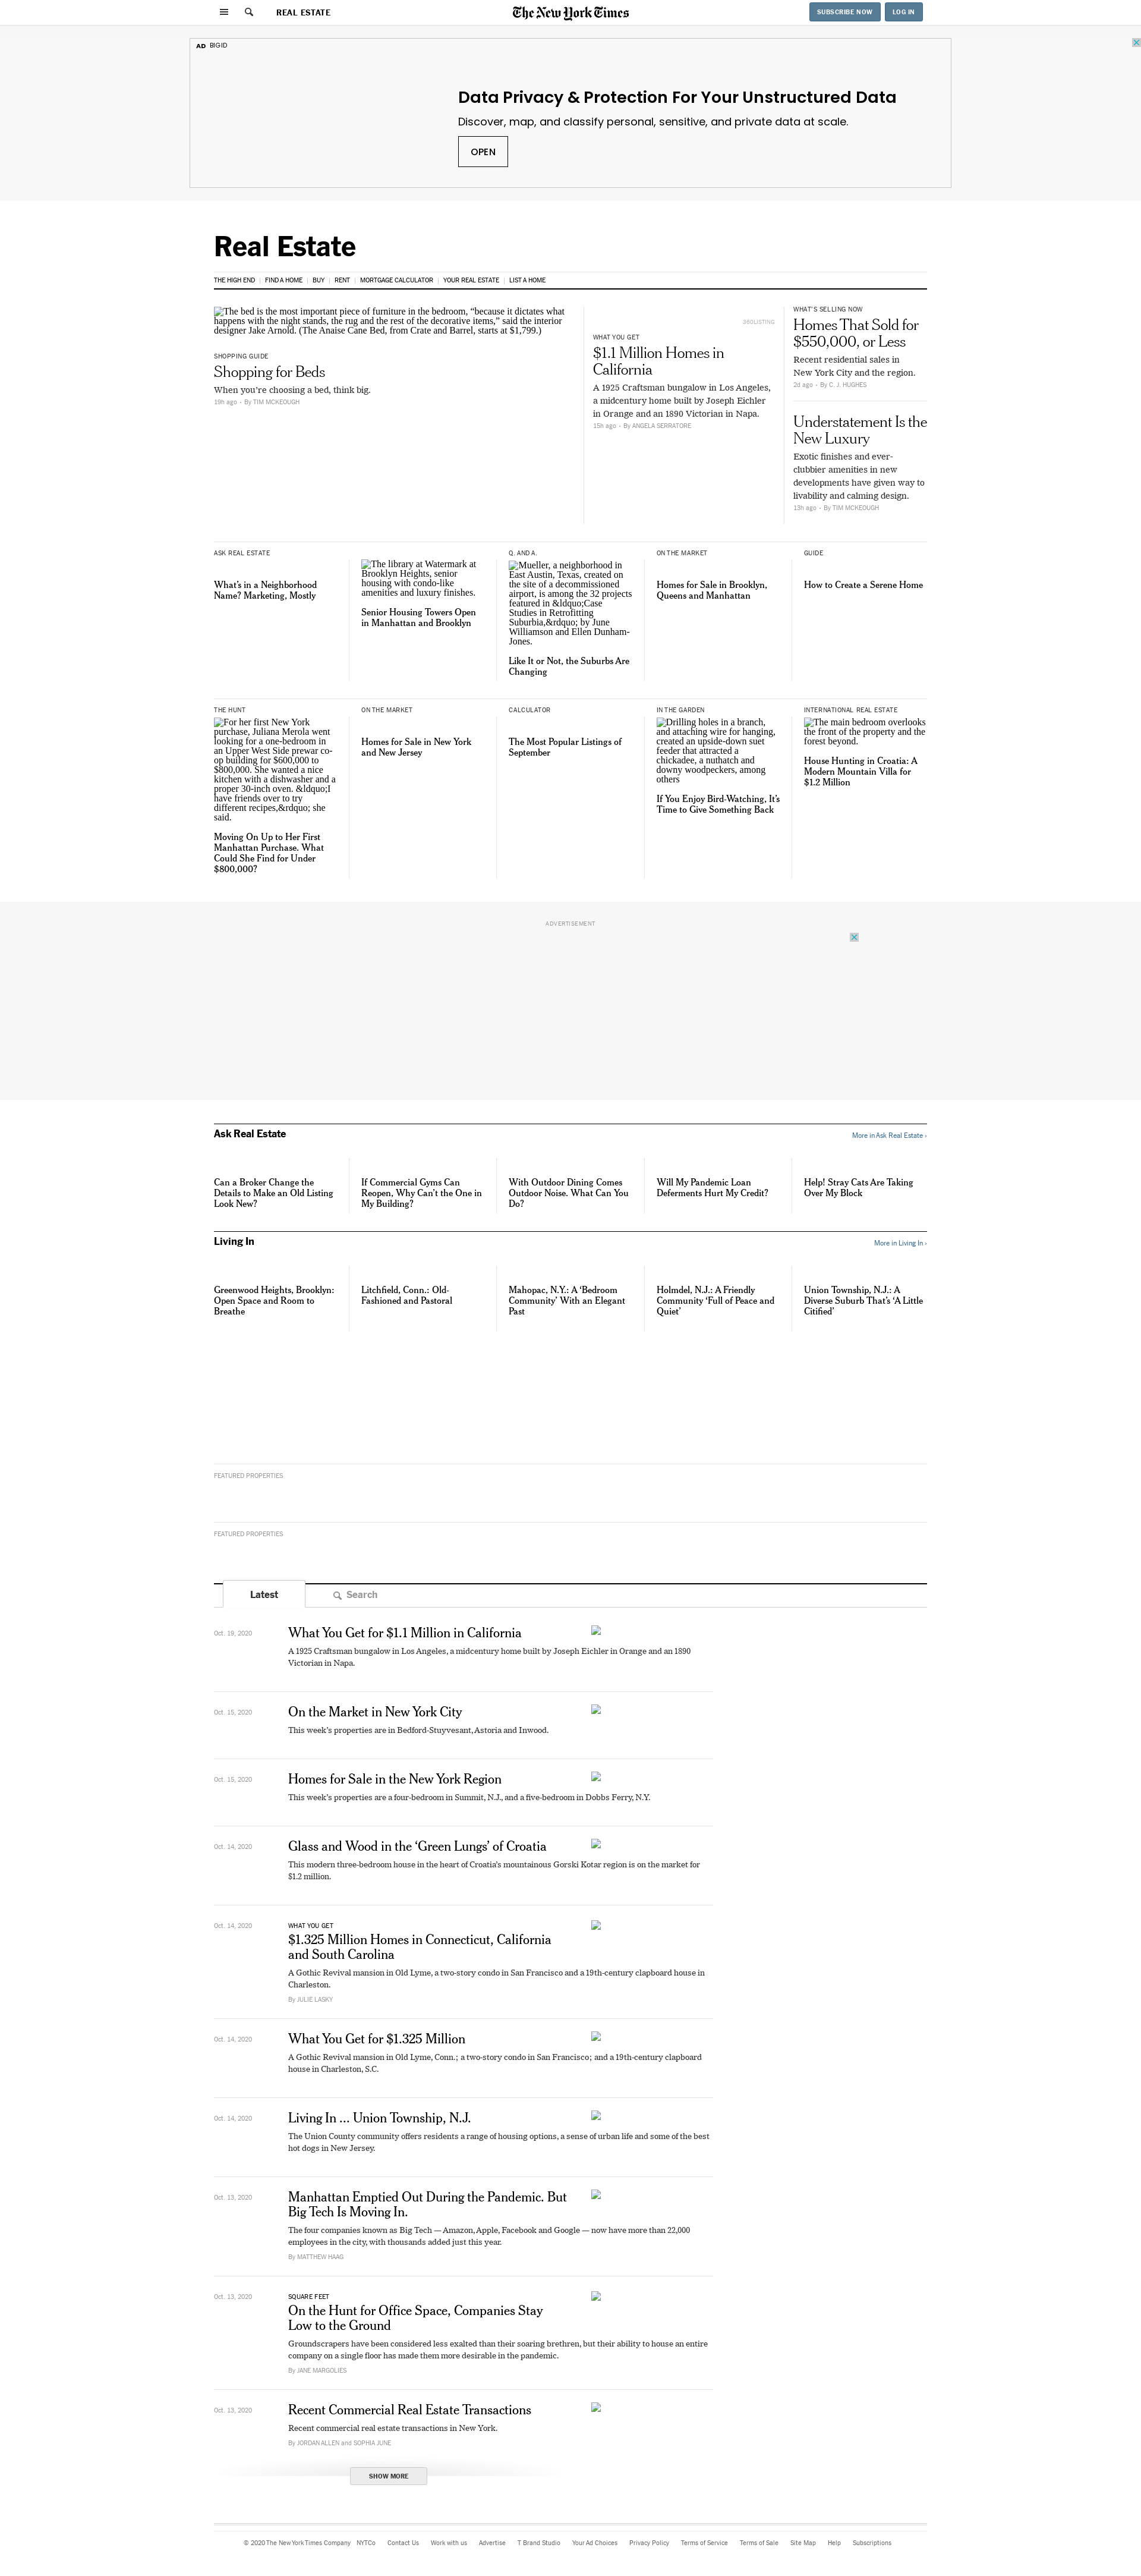 REAL ESTATE
The New York Times
SUBSCRIBE NOW
LOG IN
AD BIGID
Data Privacy & Protection For Your Unstructured Data
Discover, map, and classify personal, sensitive, and private data at scale.
OPEN
Real Estate
THE HIGH END | FIND A HOME | BUY | RENT | MORTGAGE CALCULATOR | YOUR REAL ESTATE | LIST A HOME
The bed is the most important piece of furniture in the bedroom, “because it dictates what
happens with the night stands, the rug and the rest of the decorative items,” said the interior
designer Jake Arnold. (The Anaise Cane Bed, from Crate and Barrel, starts at $1,799.)
SHOPPING GUIDE
Shopping for Beds
When you’re choosing a bed, think big.
15h ago · By TIM MCKEOUGH
360LISTING
WHAT YOU GET
$1.1 Million Homes in
California
A 1925 Craftsman bungalow in Los Angeles,
a midcentury home built by Joseph Eichler
in Orange and an 1890 Victorian in Napa.
15h ago · By ANGELA SERRATORE
WHAT’S SELLING NOW
Homes That Sold for
$550,000, or Less
Recent residential sales in
New York City and the region.
2d ago · By C. J. HUGHES
Understatement Is the
New Luxury
Exotic finishes and ever-
clubbier amenities in new
developments have given way to
livability and calming design.
13h ago · By TIM MCKEOUGH
ASK REAL ESTATE
What’s in a Neighborhood
Name? Marketing, Mostly
The library at Watermark at
Brooklyn Heights, senior
housing with condo-like
amenities and luxury finishes.
Senior Housing Towers Open
in Manhattan and Brooklyn
Q. AND A.
Mueller, a neighborhood in
East Austin, Texas, created on
the site of a decommissioned
airport, is among the 32 projects
featured in &ldquo;Case
Studies in Retrofitting
Suburbia,&rdquo; by June
Williamson and Ellen Dunham-
Jones.
Like It or Not, the Suburbs Are
Changing
ON THE MARKET
Homes for Sale in Brooklyn,
Queens and Manhattan
GUIDE
How to Create a Serene Home
THE HUNT
For her first New York
purchase, Juliana Merola went
looking for a one-bedroom in
an Upper West Side prewar co-
op building for $600,000 to
$800,000. She wanted a nice
kitchen with a dishwasher and a
proper 30-inch oven. &ldquo;I
have friends over to try
different recipes,&rdquo; she
said.
Moving On Up to Her First
Manhattan Purchase. What
Could She Find for Under
$800,000?
ON THE MARKET
Homes for Sale in New York
and New Jersey
CALCULATOR
The Most Popular Listings of
September
IN THE GARDEN
Drilling holes in a branch,
and attaching wire for hanging,
created an upside-down suet
feeder that attracted a
chickadee, a nuthatch and
downy woodpeckers, among
others
If You Enjoy Bird-Watching, It’s
Time to Give Something Back
INTERNATIONAL REAL ESTATE
The main bedroom overlooks
the front of the property and the
forest beyond.
House Hunting in Croatia: A
Modern Mountain Villa for
$1.2 Million
ADVERTISEMENT
Ask Real Estate
More in Ask Real Estate ›
Can a Broker Change the
Details to Make an Old Listing
Look New?
If Commercial Gyms Can
Reopen, Why Can’t the One in
My Building?
With Outdoor Dining Comes
Outdoor Noise. What Can You
Do?
Will My Pandemic Loan
Deferments Hurt My Credit?
Help! Stray Cats Are Taking
Over My Block
Living In
More in Living In ›
Greenwood Heights, Brooklyn:
Open Space and Room to
Breathe
Litchfield, Conn.: Old-
Fashioned and Pastoral
Mahopac, N.Y.: A ‘Bedroom
Community’ With an Elegant
Past
Holmdel, N.J.: A Friendly
Community ‘Full of Peace and
Quiet’
Union Township, N.J.: A
Diverse Suburb That’s ‘A Little
Citified’
FEATURED PROPERTIES
FEATURED PROPERTIES
Latest
Search
Oct. 19, 2020
What You Get for $1.1 Million in California
A 1925 Craftsman bungalow in Los Angeles, a midcentury home built by Joseph Eichler in Orange and an 1890
Victorian in Napa.
Oct. 15, 2020
On the Market in New York City
This week’s properties are in Bedford-Stuyvesant, Astoria and Inwood.
Oct. 15, 2020
Homes for Sale in the New York Region
This week’s properties are a four-bedroom in Summit, N.J., and a five-bedroom in Dobbs Ferry, N.Y.
Oct. 14, 2020
Glass and Wood in the ‘Green Lungs’ of Croatia
This modern three-bedroom house in the heart of Croatia’s mountainous Gorski Kotar region is on the market for
$1.2 million.
Oct. 14, 2020
WHAT YOU GET
$1.325 Million Homes in Connecticut, California
and South Carolina
A Gothic Revival mansion in Old Lyme, a two-story condo in San Francisco and a 19th-century clapboard house in
Charleston.
By JULIE LASKY
Oct. 14, 2020
What You Get for $1.325 Million
A Gothic Revival mansion in Old Lyme, Conn.; a two-story condo in San Francisco; and a 19th-century clapboard
house in Charleston, S.C.
Oct. 14, 2020
Living In ... Union Township, N.J.
The Union County community offers residents a range of housing options, a sense of urban life and some of the best
hot dogs in New Jersey.
Oct. 13, 2020
Manhattan Emptied Out During the Pandemic. But
Big Tech Is Moving In.
The four companies known as Big Tech — Amazon, Apple, Facebook and Google — now have more than 22,000
employees in the city, with thousands added just this year.
By MATTHEW HAAG
Oct. 13, 2020
SQUARE FEET
On the Hunt for Office Space, Companies Stay
Low to the Ground
Groundscrapers have been considered less exalted than their soaring brethren, but their ability to house an entire
company on a single floor has made them more desirable in the pandemic.
By JANE MARGOLIES
Oct. 13, 2020
Recent Commercial Real Estate Transactions
Recent commercial real estate transactions in New York.
By JORDAN ALLEN and SOPHIA JUNE
SHOW MORE
© 2020 The New York Times Company NYTCo Contact Us Work with us Advertise T Brand Studio Your Ad Choices Privacy Policy Terms of Service Terms of Sale Site Map Help Subscriptions